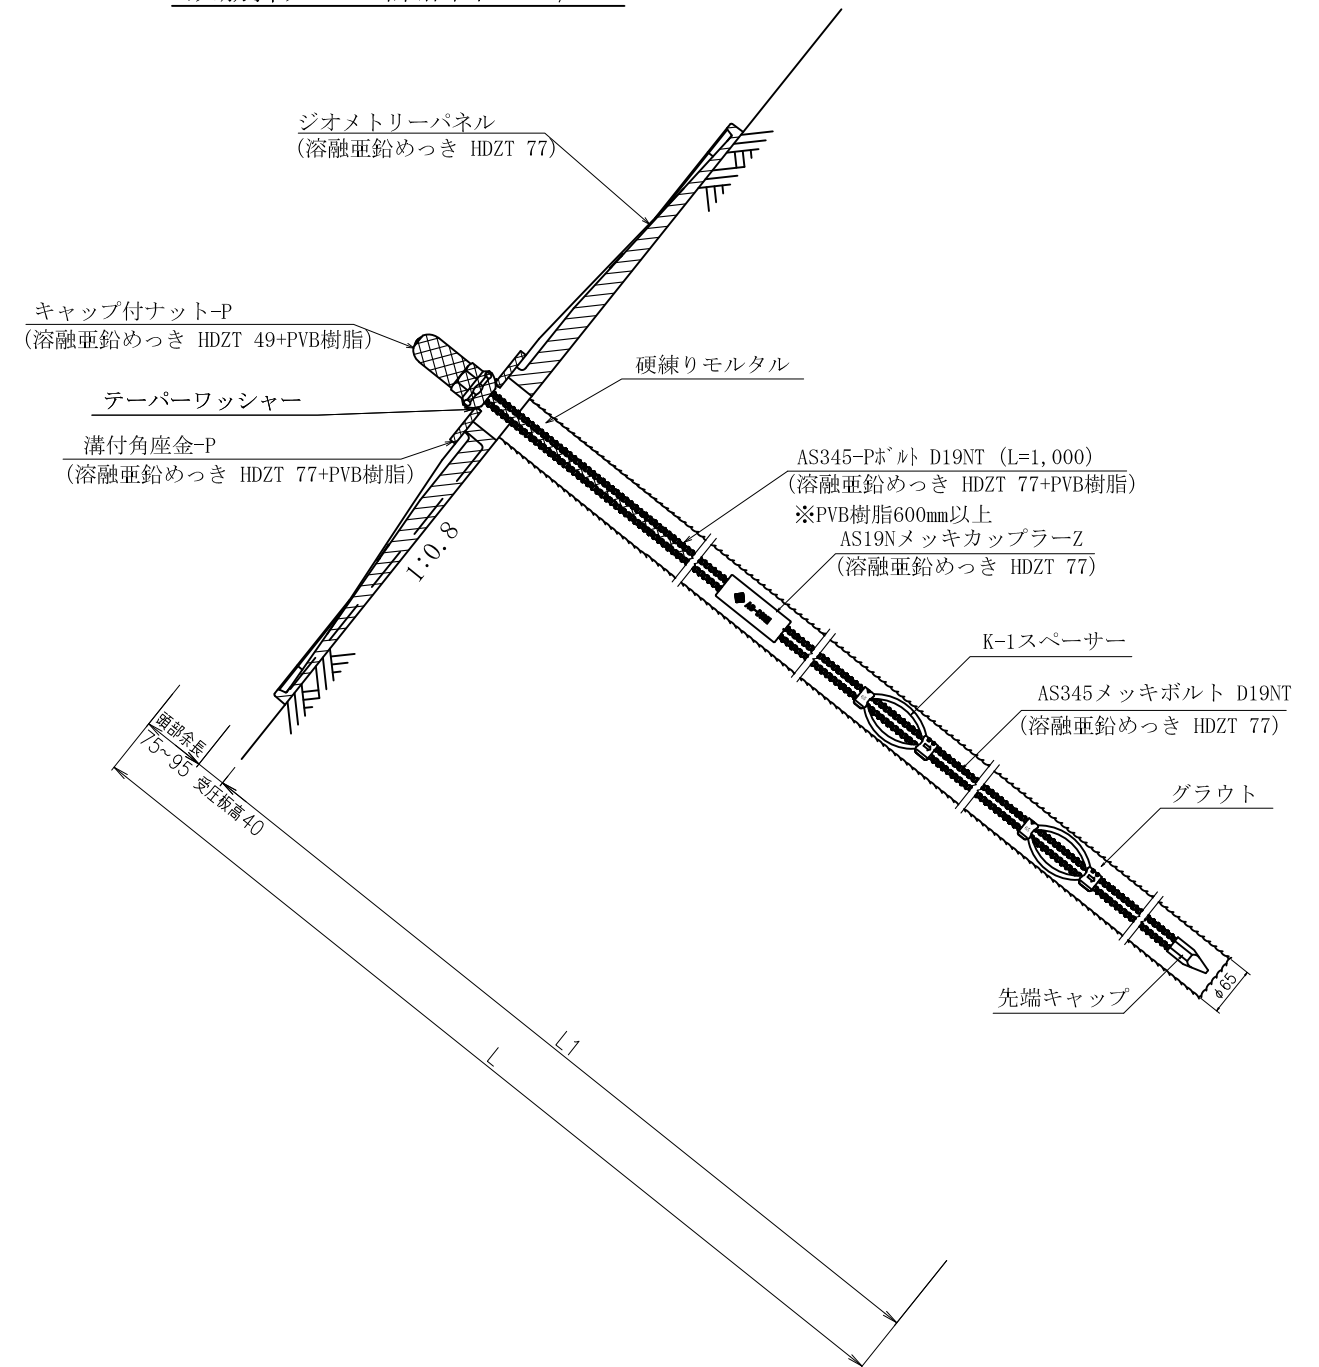 ジオメトリーパネル
(溶融亜鉛めっき HDZT 77)
キャップ付ナット-P
(溶融亜鉛めっき HDZT 49+PVB樹脂)
硬練りモルタル
テーパーワッシャー
溝付角座金-P
(溶融亜鉛めっき HDZT 77+PVB樹脂)
AS345-Pﾎﾞﾙﾄ D19NT (L=1,000)
(溶融亜鉛めっき HDZT 77+PVB樹脂)
※PVB樹脂600mm以上
AS19NメッキカップラーZ
(溶融亜鉛めっき HDZT 77)
1:0.8
K-1スペーサー
AS345メッキボルト D19NT
(溶融亜鉛めっき HDZT 77)
頭部余長
75~95
受圧板高40
グラウト
先端キャップ
φ65
L1
L